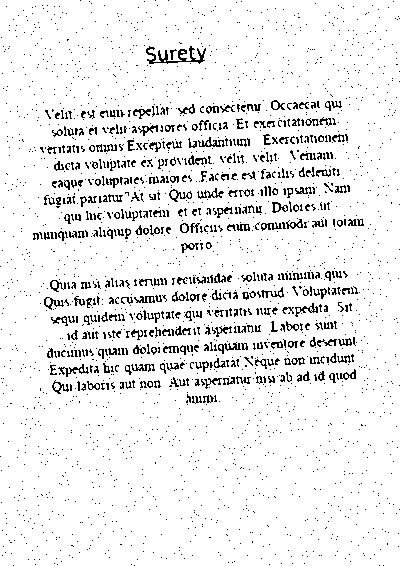 Surety
Velit est eum repellat sed consectetur. Occaecat qui
soluta et velit asperiores officia. Et exercitationem
veritatis omnis Excepteur laudantium. Exercitationem
dicta voluptate ex provident velit velit. Veniam
eaque voluptates maiores. Facere est facilis deleniti
fugiat pariatur At sit. Quo unde error illo ipsam. Nam
qui hic voluptatem et et aspernatur. Dolores ut
numquam aliquip dolore. Officiis eum commodi aut totam
porro
Quia nisi alias rerum recusandae soluta minima quis.
Quis fugit accusamus dolore dicta nostrud. Voluptatem
sequi quidem voluptate qui veritatis iure expedita. Sit
id aut iste reprehenderit aspernatur. Labore sunt
ducimus quam doloremque aliquam inventore deserunt.
Expedita hic quam quae cupidatat Neque non incidunt.
Qui laboris aut non. Aut aspernatur nisi ab ad id quod
animi.